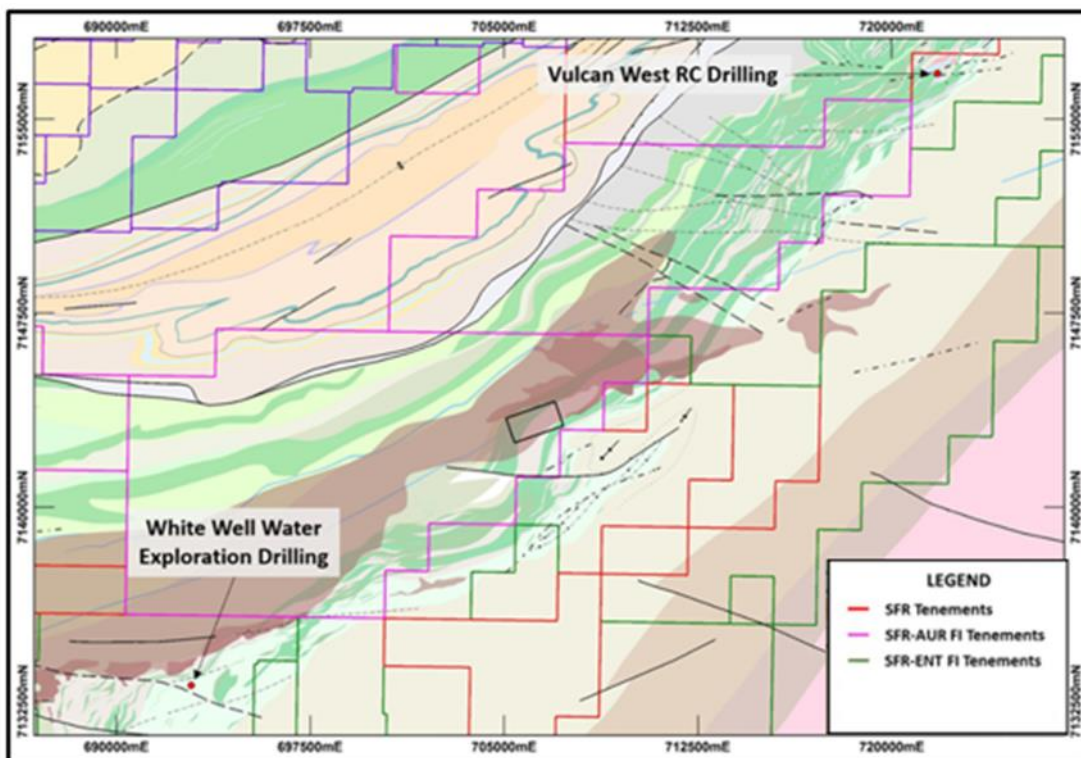 690000mE 697500mE 705000mE 712500mE 720000mE
Vulcan West RC Drilling
7155000mN 7155000mN
7147500mN 7147500mN
7140000mN 7140000mN
White Well Water
Exploration Drilling
LEGEND
SFR Tenements
SFR-AUR FI Tenements
SFR-ENT FI Tenements
7132500mN 7132500mN
690000mE 697500mE 705000mE 712500mE 720000mE